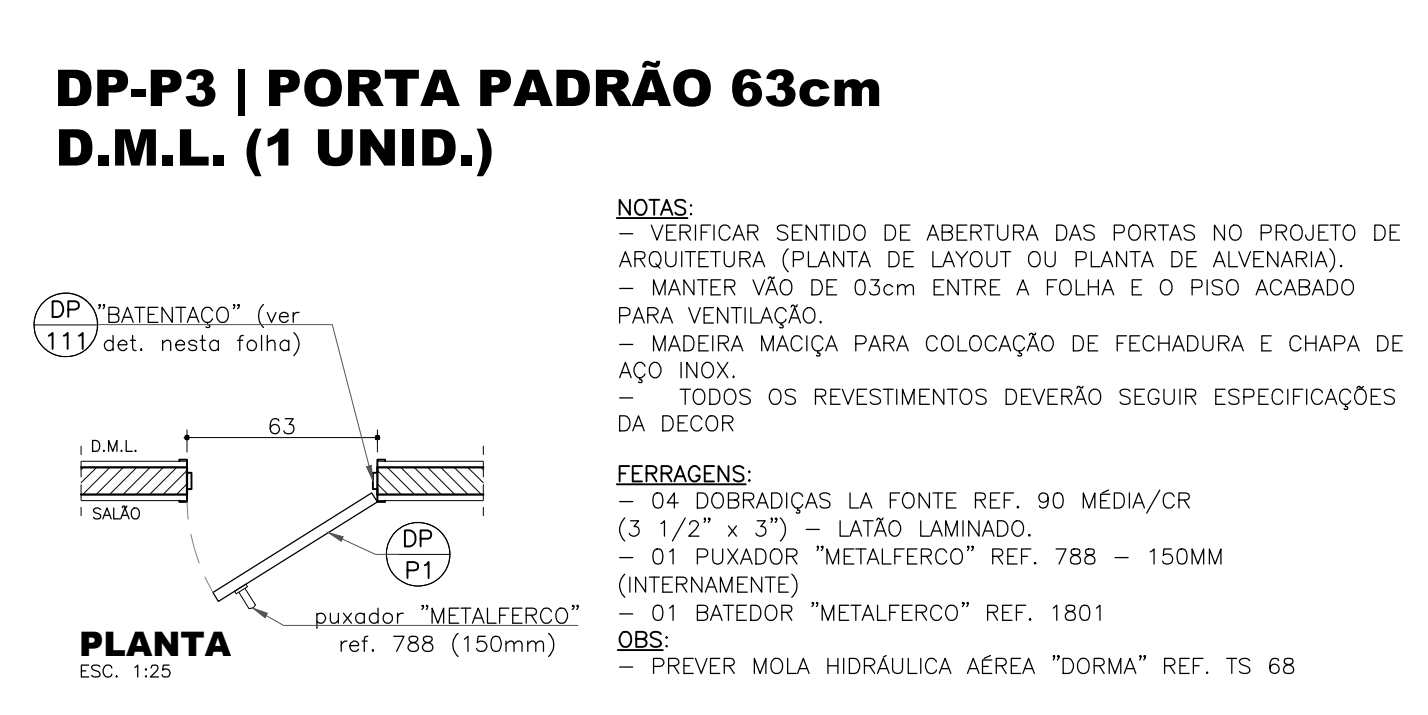 DP-P3 | PORTA PADRÃO 63cm
D.M.L. (1 UNID.)
NOTAS:
– VERIFICAR SENTIDO DE ABERTURA DAS PORTAS NO PROJETO DE
ARQUITETURA (PLANTA DE LAYOUT OU PLANTA DE ALVENARIA).
– MANTER VÃO DE 03cm ENTRE A FOLHA E O PISO ACABADO
PARA VENTILAÇÃO.
– MADEIRA MACIÇA PARA COLOCAÇÃO DE FECHADURA E CHAPA DE
AÇO INOX.
– TODOS OS REVESTIMENTOS DEVERÃO SEGUIR ESPECIFICAÇÕES
DA DECOR
FERRAGENS:
– 04 DOBRADIÇAS LA FONTE REF. 90 MÉDIA/CR
(3 1/2" x 3") – LATÃO LAMINADO.
– 01 PUXADOR "METALFERCO" REF. 788 – 150MM
(INTERNAMENTE)
– 01 BATEDOR "METALFERCO" REF. 1801
OBS:
– PREVER MOLA HIDRÁULICA AÉREA "DORMA" REF. TS 68
DP
111
"BATENTAÇO" (ver
det. nesta folha)
63
D.M.L.
SALÃO
DP
P1
puxador "METALFERCO"
ref. 788 (150mm)
PLANTA
ESC. 1:25